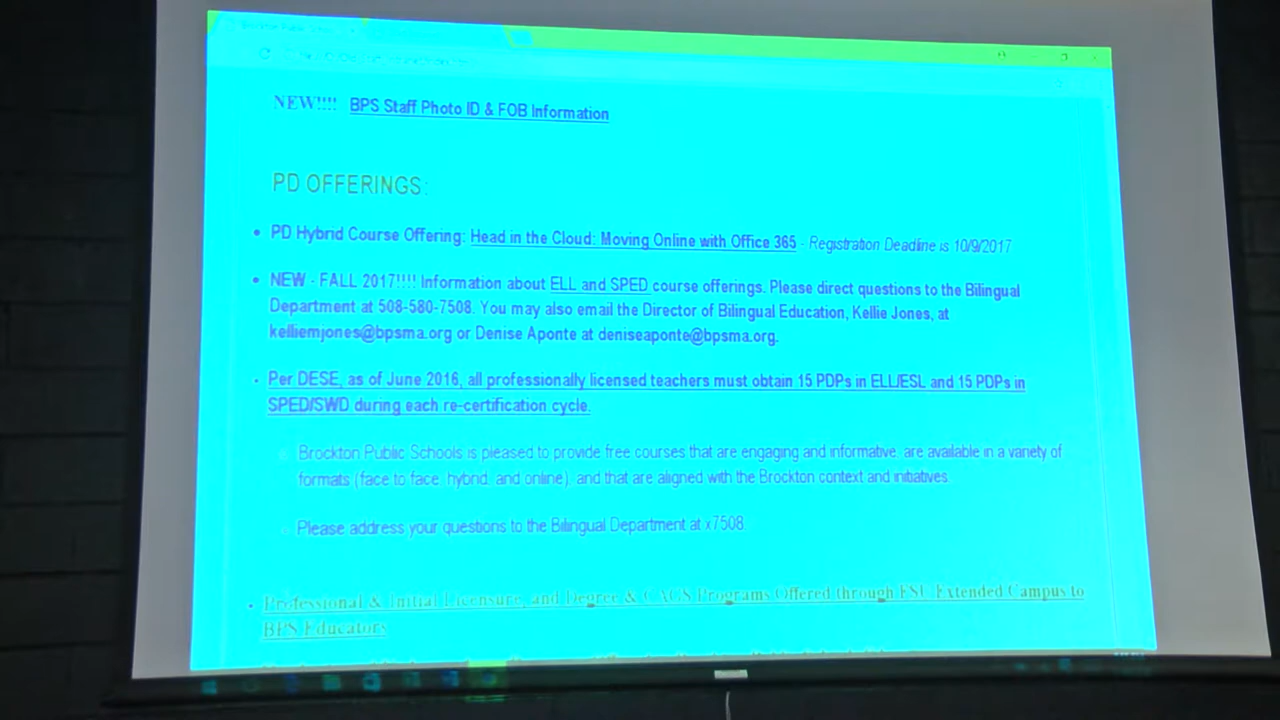 NEW!!!! BPS Staff Photo ID & FOB Information
PD OFFERINGS:
• PD Hybrid Course Offering: Head in the Cloud: Moving Online with Office 365 - Registration Deadline is 10/9/2017
• NEW - FALL 2017!!!! Information about ELL and SPED course offerings. Please direct questions to the Bilingual
Department at 508-580-7508. You may also email the Director of Bilingual Education, Kellie Jones, at
kelliemjones@bpsma.org or Denise Aponte at deniseaponte@bpsma.org.
• Per DESE, as of June 2016, all professionally licensed teachers must obtain 15 PDPs in ELL/ESL and 15 PDPs in
SPED/SWD during each re-certification cycle.
Brockton Public Schools is pleased to provide free courses that are engaging and informative, are available in a variety of
formats (face to face, hybrid, and online), and that are aligned with the Brockton context and initiatives.
Please address your questions to the Bilingual Department at x7508.
• Professional & Initial Licensure, and Degree & CAGS Programs Offered through FSU Extended Campus to
BPS Educators